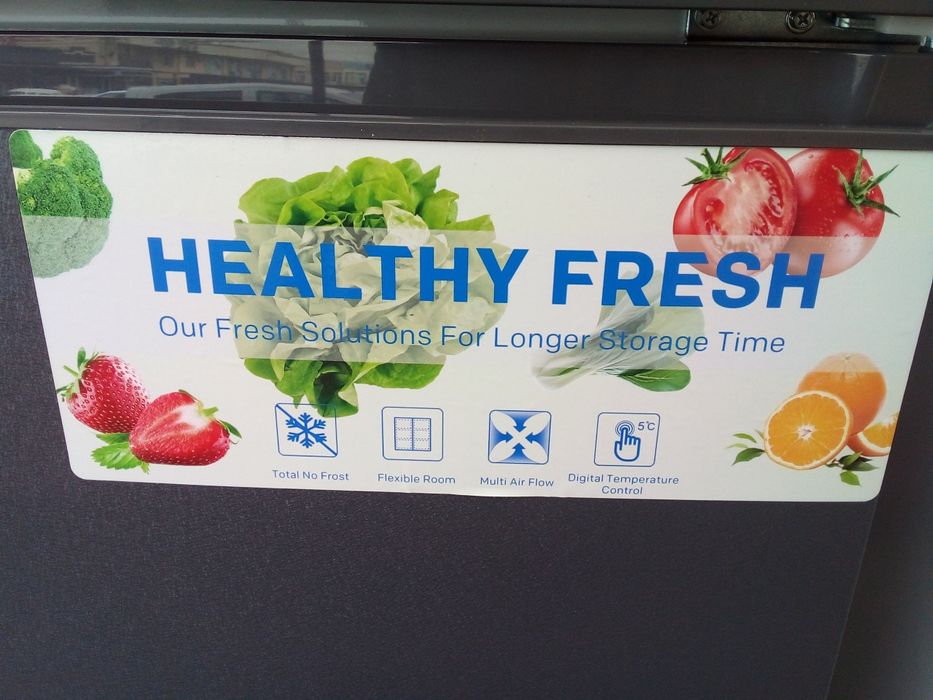 HEALTHY FRESH
Our Fresh Solutions For Longer Storage Time
5°C
Total No Frost
Flexible Room
Multi Air Flow
Digital Temperature
Control